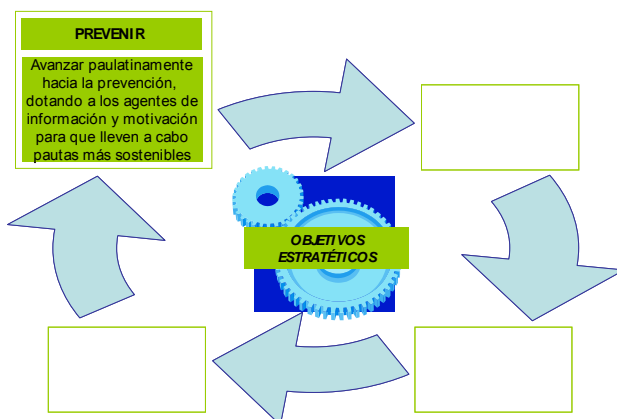 PREVENIR
Avanzar paulatinamente
hacia la prevención,
dotando a los agentes de
información y motivación
para que lleven a cabo
pautas más sostenibles
OBJETIVOS
ESTRATÉTICOS